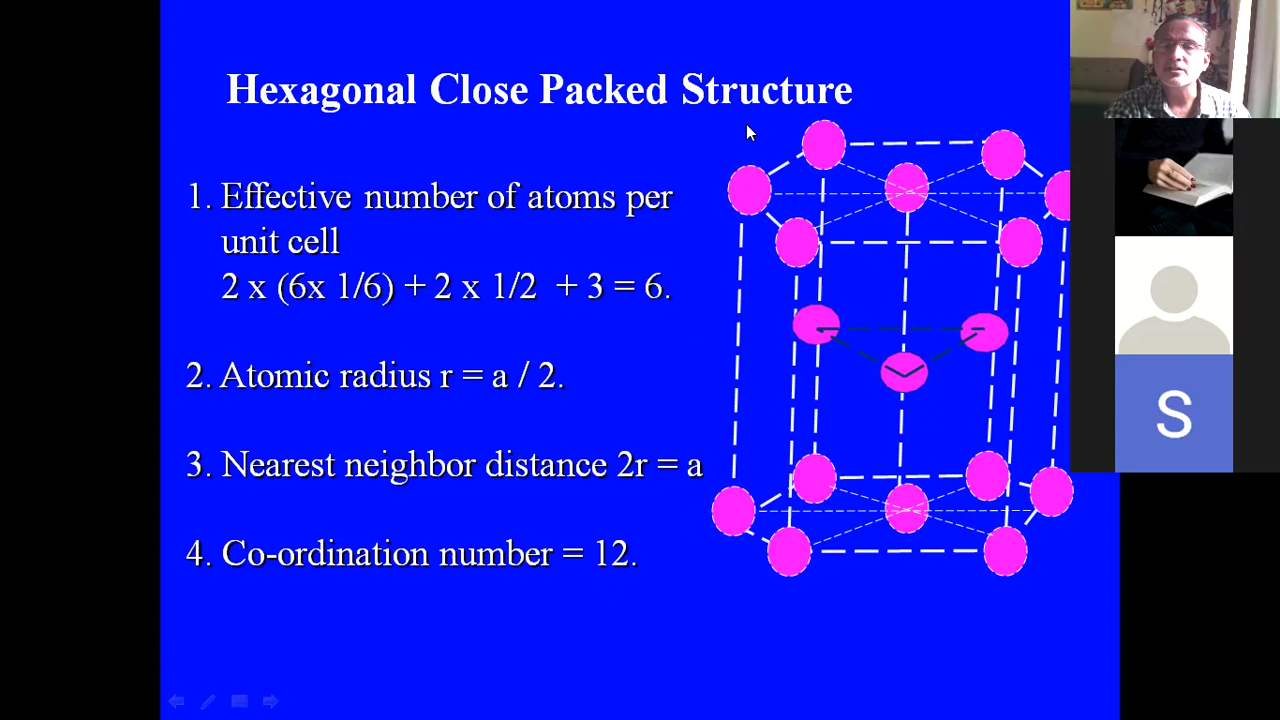 Hexagonal Close Packed Structure
1. Effective number of atoms per
unit cell
2 x (6x 1/6) + 2 x 1/2 + 3 = 6.
2. Atomic radius r = a / 2.
3. Nearest neighbor distance 2r = a
4. Co-ordination number = 12.
S